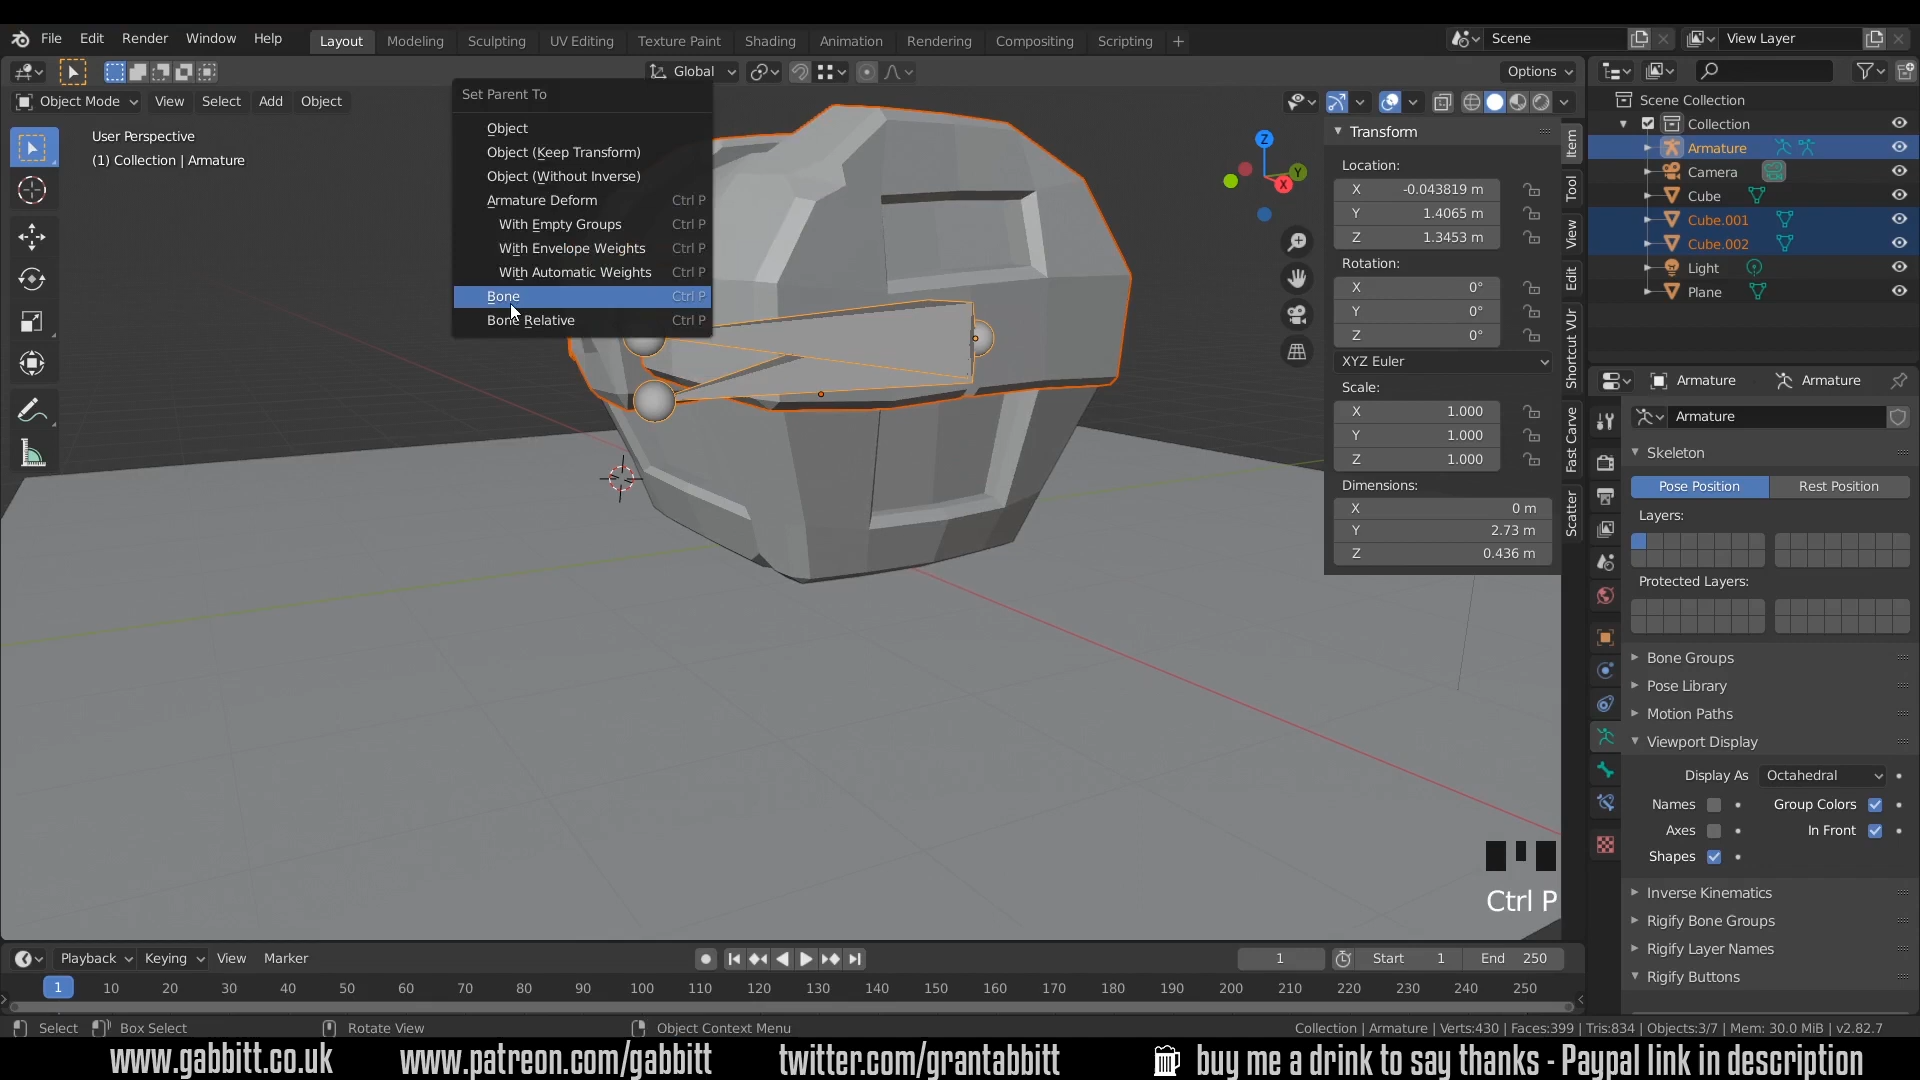 File Edit Render Window Help Layout Modeling Sculpting UV Editing Texture Paint Shading Animation Rendering Compositing Scripting + Scene View Layer
Global Options
Object Mode View Select Add Object
User Perspective
(1) Collection | Armature
Set Parent To
Object
Object (Keep Transform)
Object (Without Inverse)
Armature Deform Ctrl P
With Empty Groups Ctrl P
With Envelope Weights Ctrl P
With Automatic Weights Ctrl P
Bone Ctrl P
Bone Relative Ctrl P
Z
Y
X
Transform
Location:
X -0.043819 m
Y 1.4065 m
Z 1.3453 m
Rotation:
X 0°
Y 0°
Z 0°
XYZ Euler
Scale:
X 1.000
Y 1.000
Z 1.000
Dimensions:
X 0 m
Y 2.73 m
Z 0.436 m
Item
Tool
View
Edit
Shortcut VUr
Fast Carve
Scatter
Scene Collection
Collection
Armature
Camera
Cube
Cube.001
Cube.002
Light
Plane
Armature Armature
Armature
Skeleton
Pose Position Rest Position
Layers:
Protected Layers:
Bone Groups
Pose Library
Motion Paths
Viewport Display
Display As Octahedral
Names Group Colors
Axes In Front
Shapes
Inverse Kinematics
Rigify Bone Groups
Rigify Layer Names
Rigify Buttons
Ctrl P
Playback Keying View Marker 1 Start 1 End 250
1 10 20 30 40 50 60 70 80 90 100 110 120 130 140 150 160 170 180 190 200 210 220 230 240 250
Select Box Select Rotate View Object Context Menu Collection | Armature | Verts:430 | Faces:399 | Tris:834 | Objects:3/7 | Mem: 30.0 MiB | v2.82.7
www.gabbitt.co.uk www.patreon.com/gabbitt twitter.com/grantabbitt buy me a drink to say thanks - Paypal link in description